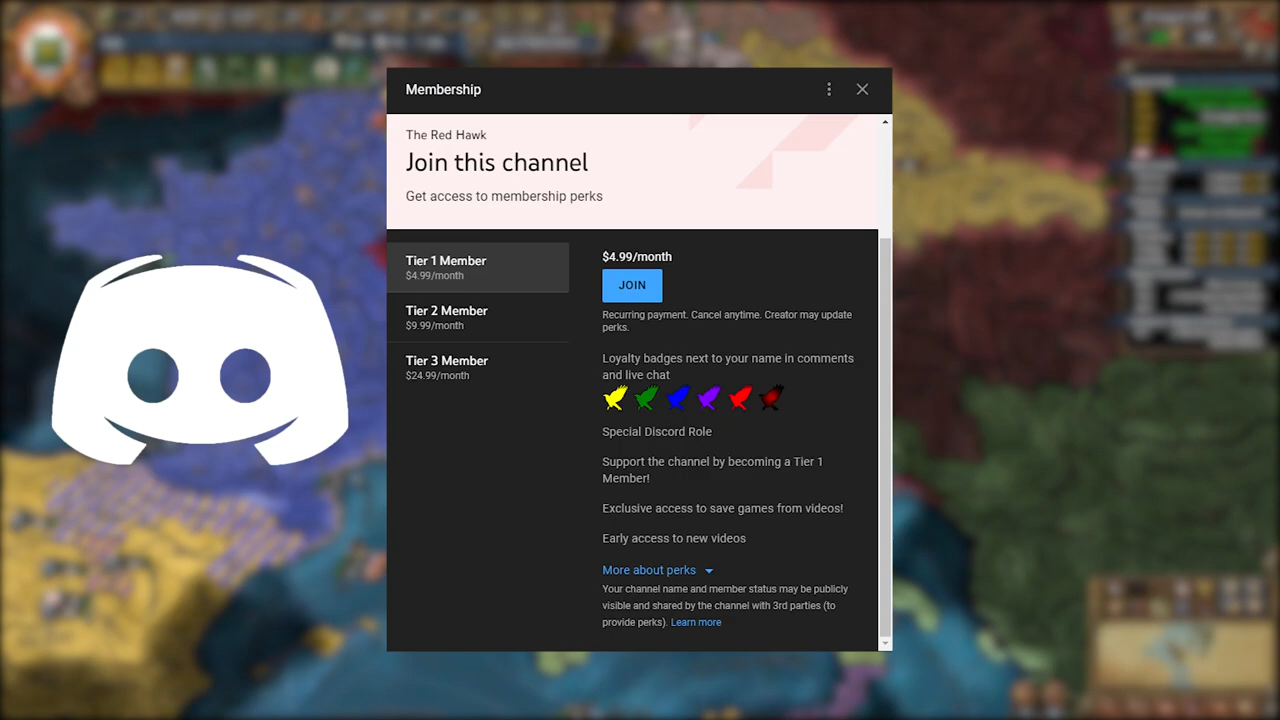 Membership
The Red Hawk
Join this channel
Get access to membership perks
Tier 1 Member
$4.99/month
Tier 2 Member
$9.99/month
Tier 3 Member
$24.99/month
$4.99/month
JOIN
Recurring payment. Cancel anytime. Creator may update
perks.
Loyalty badges next to your name in comments
and live chat
Special Discord Role
Support the channel by becoming a Tier 1
Member!
Exclusive access to save games from videos!
Early access to new videos
More about perks
Your channel name and member status may be publicly
visible and shared by the channel with 3rd parties (to
provide perks). Learn more